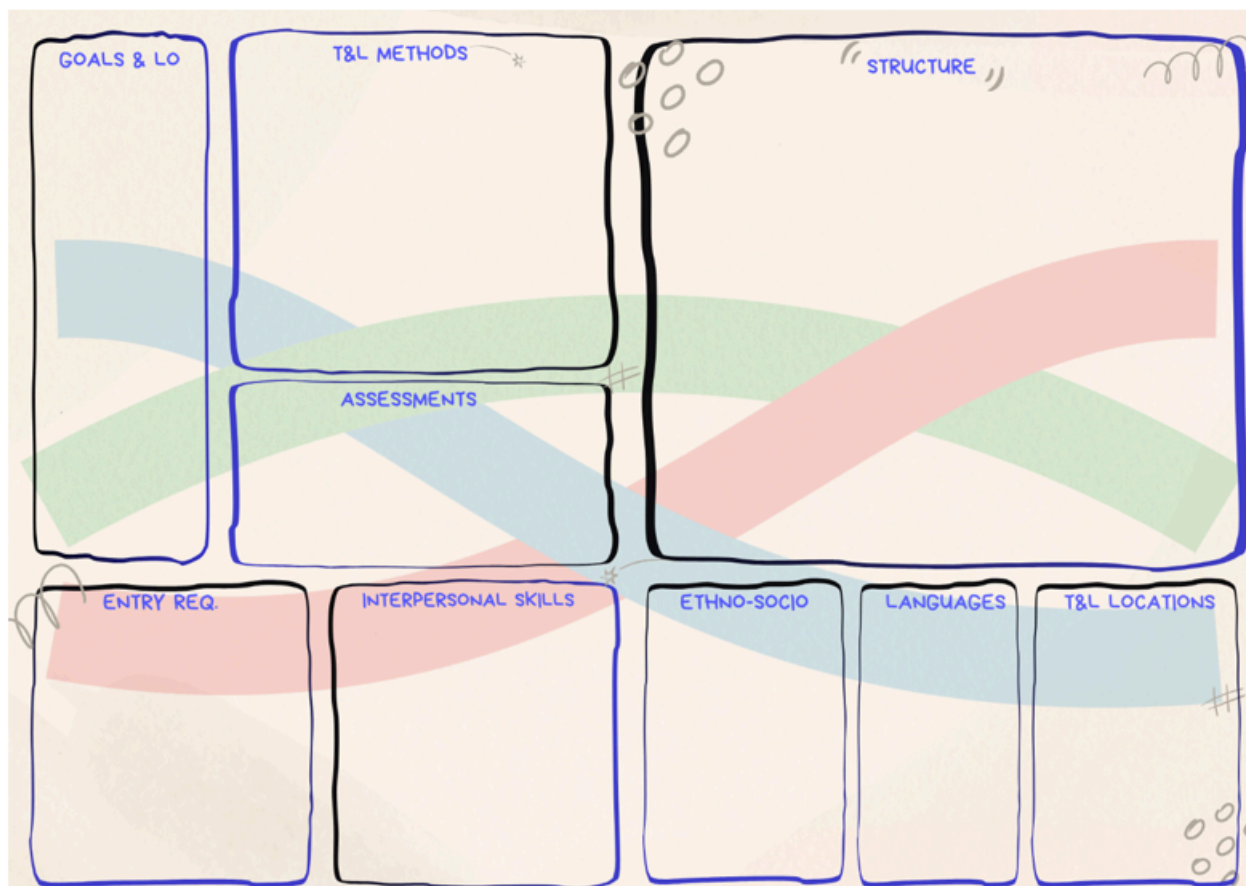 GOALS & LO
T&L METHODS
STRUCTURE
ASSESSMENTS
ENTRY REQ.
INTERPERSONAL SKILLS
ETHNO-SOCIO
LANGUAGES
T&L LOCATIONS